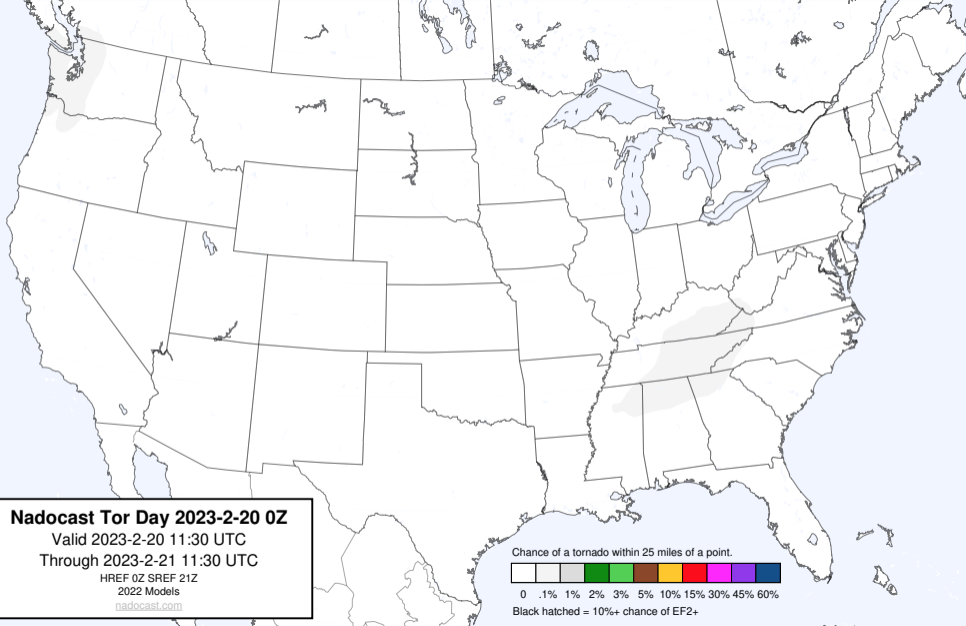 Nadocast Tor Day 2023-2-20 0Z
Valid 2023-2-20 11:30 UTC
Through 2023-2-21 11:30 UTC
HREF 0Z SREF 21Z
2022 Models
nadocast.com
Chance of a tornado within 25 miles of a point.
0 .1% 1% 2% 3% 5% 10% 15% 30% 45% 60%
Black hatched = 10%+ chance of EF2+